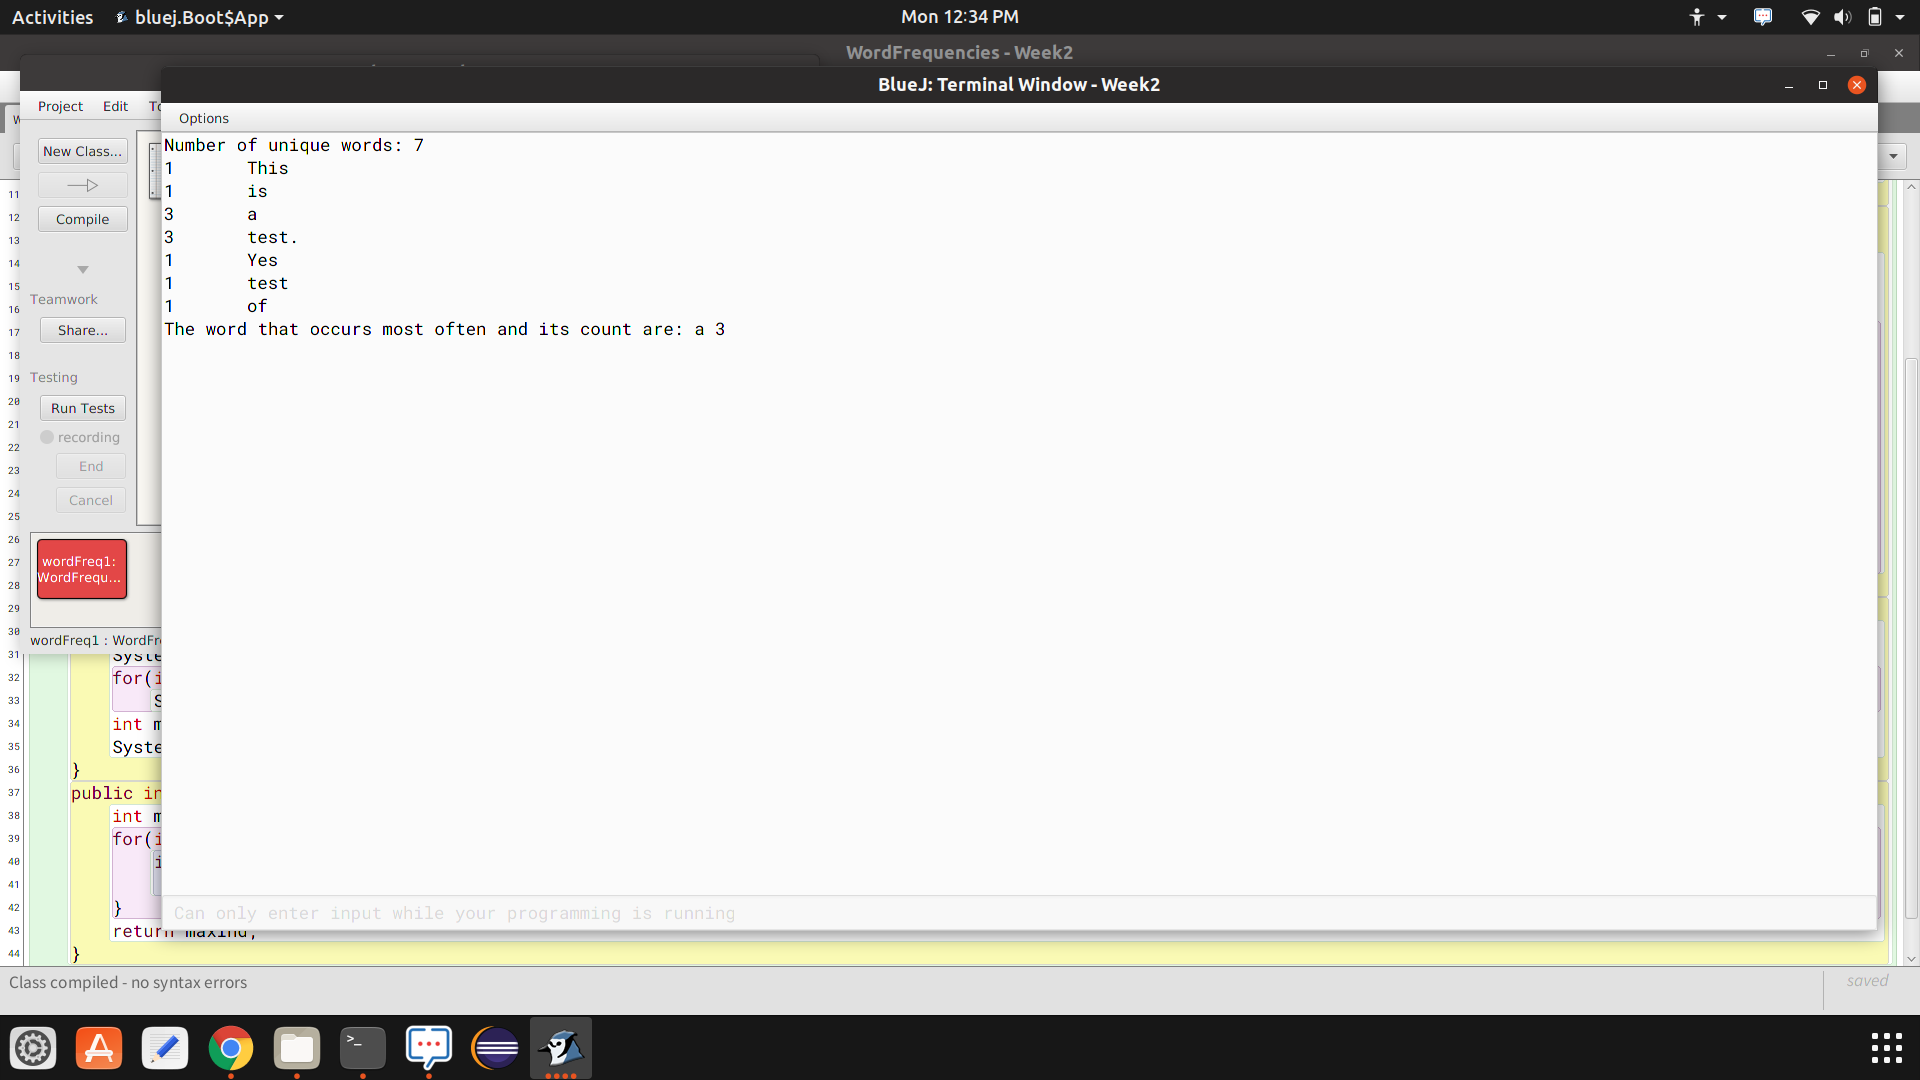 Activities
bluej.Boot$App
Mon 12:34 PM
WordFrequencies - Week2
BlueJ: Terminal Window - Week2
Project Edit
Options
New Class...
Compile
Teamwork
Share...
Testing
Run Tests
recording
End
Cancel
wordFreq1:
WordFrequ...
wordFreq1 : WordFr
Number of unique words: 7
1 This
1 is
3 a
3 test.
1 Yes
1 test
1 of
The word that occurs most often and its count are: a 3
Can only enter input while your programming is running
11
12
13
14
15
16
17
18
19
20
21
22
23
24
25
26
27
28
29
30
31 Syste
32 for(i
33 S
34 int m
35 Syste
36 }
37 public in
38 int m
39 for(i
40 i
41
42 }
43 return maxind;
44 }
Class compiled - no syntax errors
saved